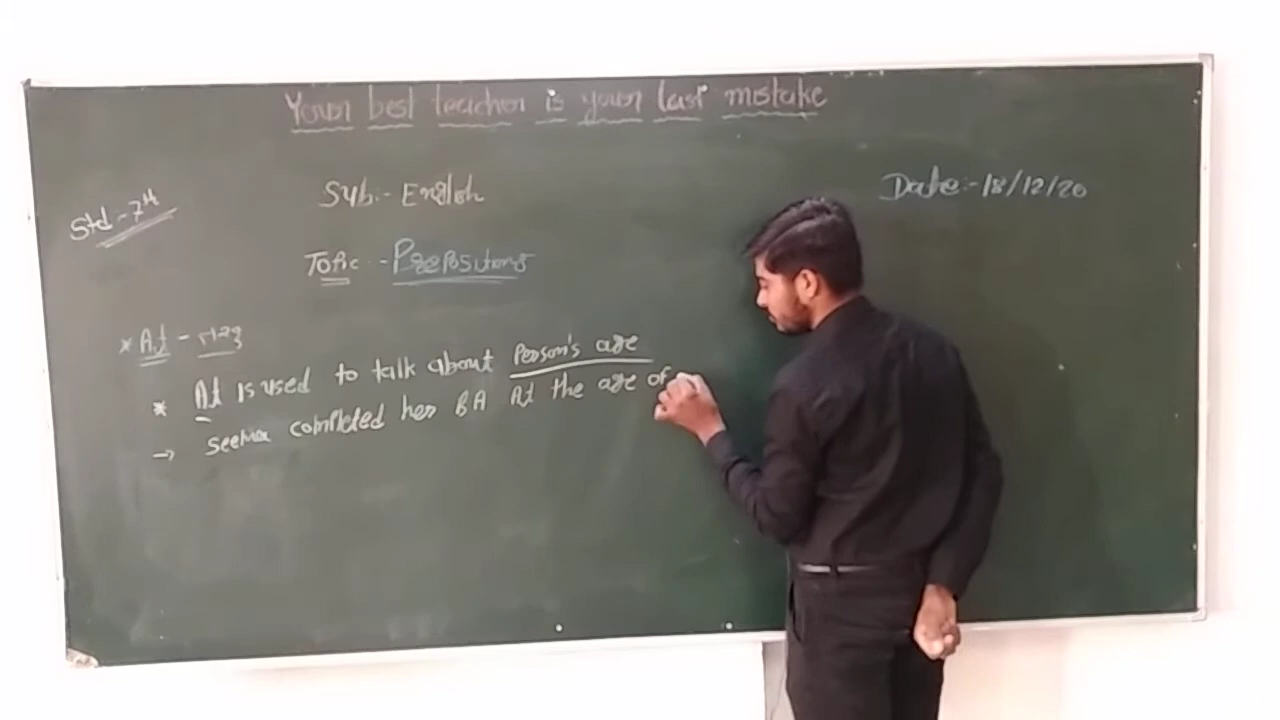 Your best teacher is your last mistake
Std - 7th
Sub:- English
Date:- 18/12/20
Topic :- Prepositions
* At -
* At is used to talk about Person's age
→ Seema completed her BA At the age of